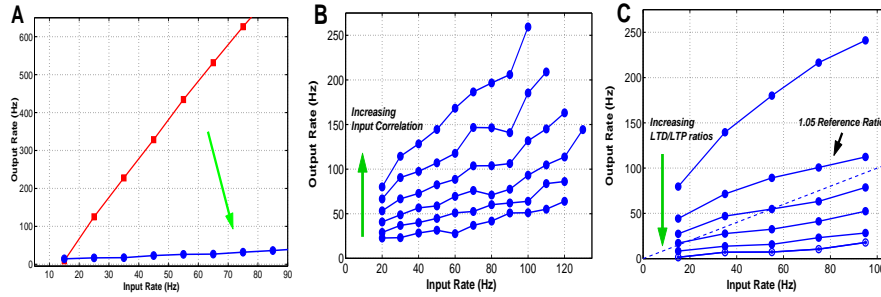 A
600
500
400
300
200
100
0
10 20 30 40 50 60 70 80 90
Input Rate (Hz)
Output Rate (Hz)
B
250
200
150
100
50
0
0 20 40 60 80 100 120
Input Rate (Hz)
Output Rate (Hz)
Increasing
Input Correlation
C
250
200
150
100
50
0
0 20 40 60 80 100
Input Rate (Hz)
Output Rate (Hz)
Increasing
LTD/LTP ratios
1.05 Reference Ratio